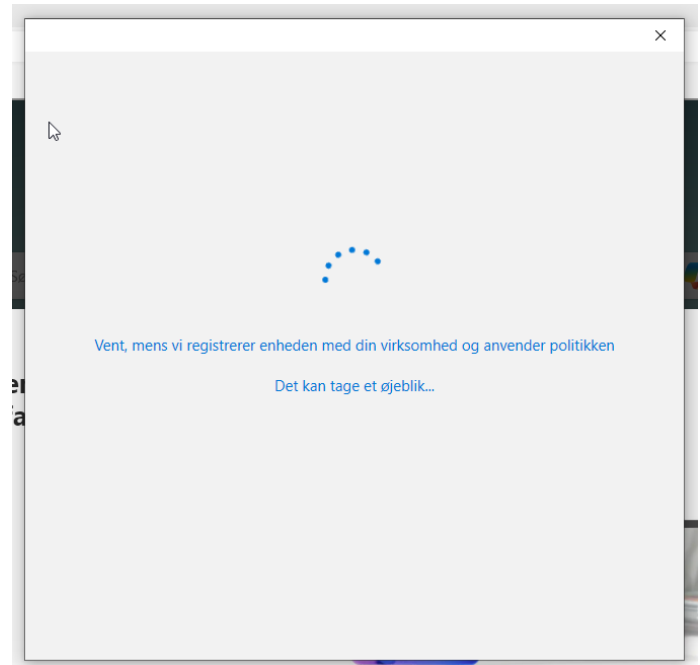 Vent, mens vi registrerer enheden med din virksomhed og anvender politikken
Det kan tage et øjeblik...